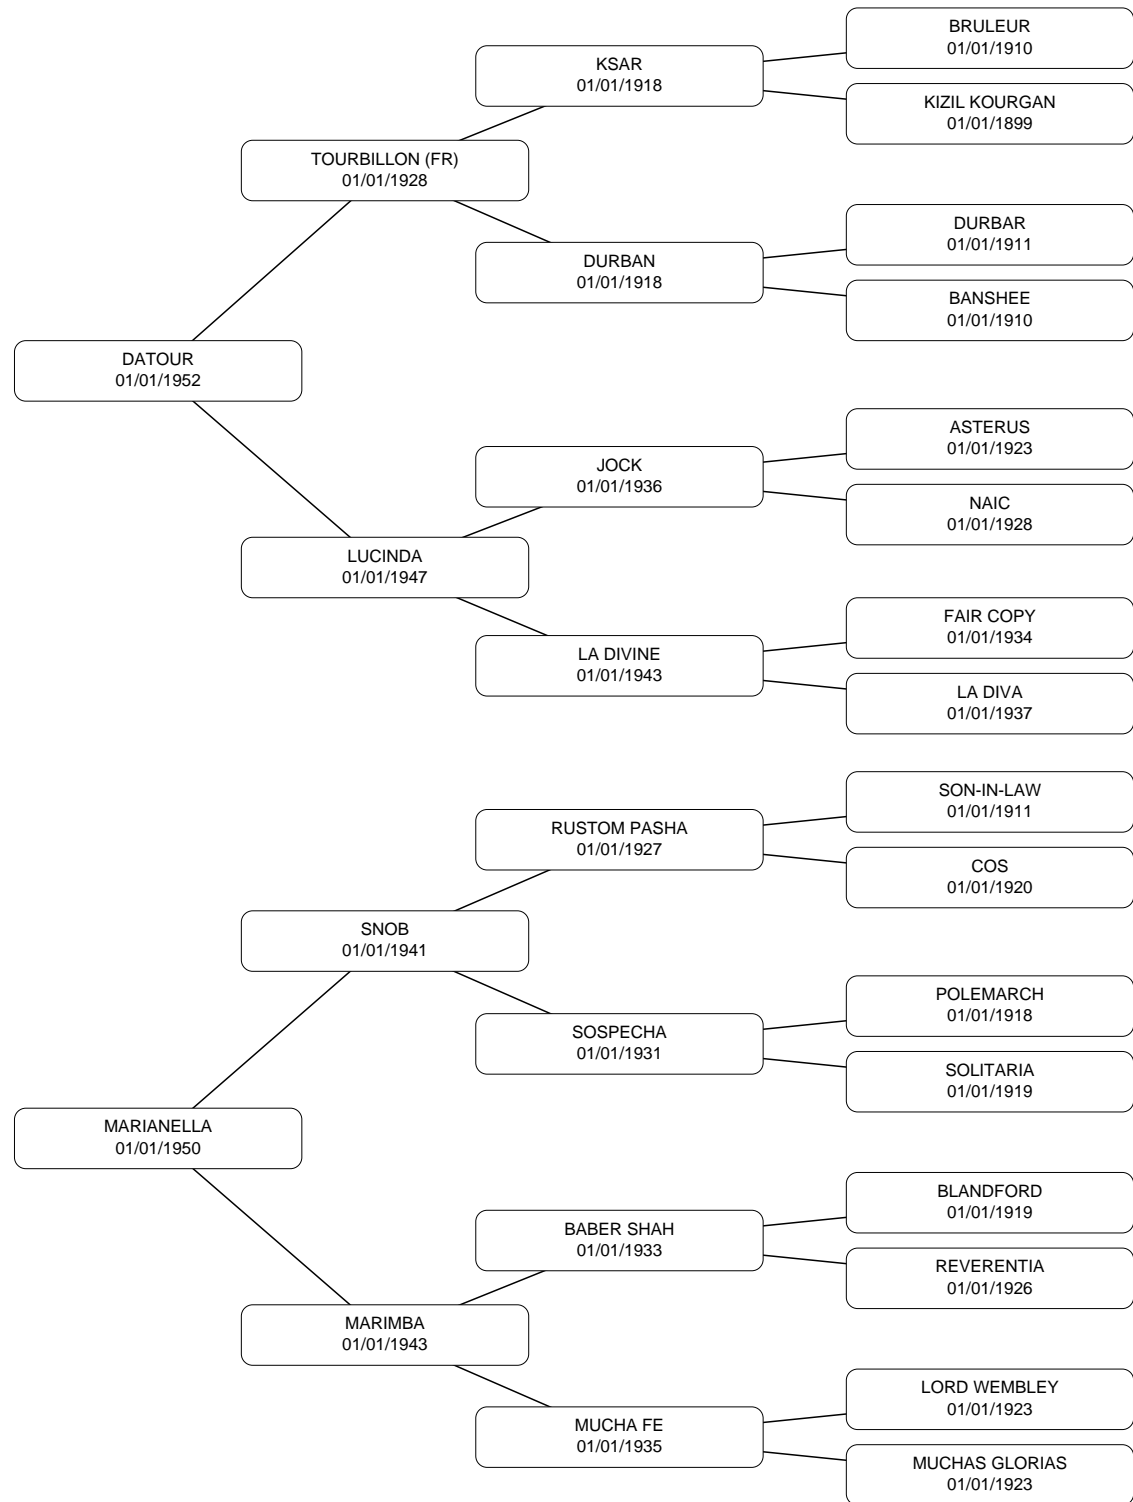 BRULEUR
01/01/1910
KSAR
01/01/1918
KIZIL KOURGAN
01/01/1899
TOURBILLON (FR)
01/01/1928
DURBAR
01/01/1911
DURBAN
01/01/1918
BANSHEE
01/01/1910
DATOUR
01/01/1952
ASTERUS
01/01/1923
JOCK
01/01/1936
NAIC
01/01/1928
LUCINDA
01/01/1947
FAIR COPY
01/01/1934
LA DIVINE
01/01/1943
LA DIVA
01/01/1937
SON-IN-LAW
01/01/1911
RUSTOM PASHA
01/01/1927
COS
01/01/1920
SNOB
01/01/1941
POLEMARCH
01/01/1918
SOSPECHA
01/01/1931
SOLITARIA
01/01/1919
MARIANELLA
01/01/1950
BLANDFORD
01/01/1919
BABER SHAH
01/01/1933
REVERENTIA
01/01/1926
MARIMBA
01/01/1943
LORD WEMBLEY
01/01/1923
MUCHA FE
01/01/1935
MUCHAS GLORIAS
01/01/1923